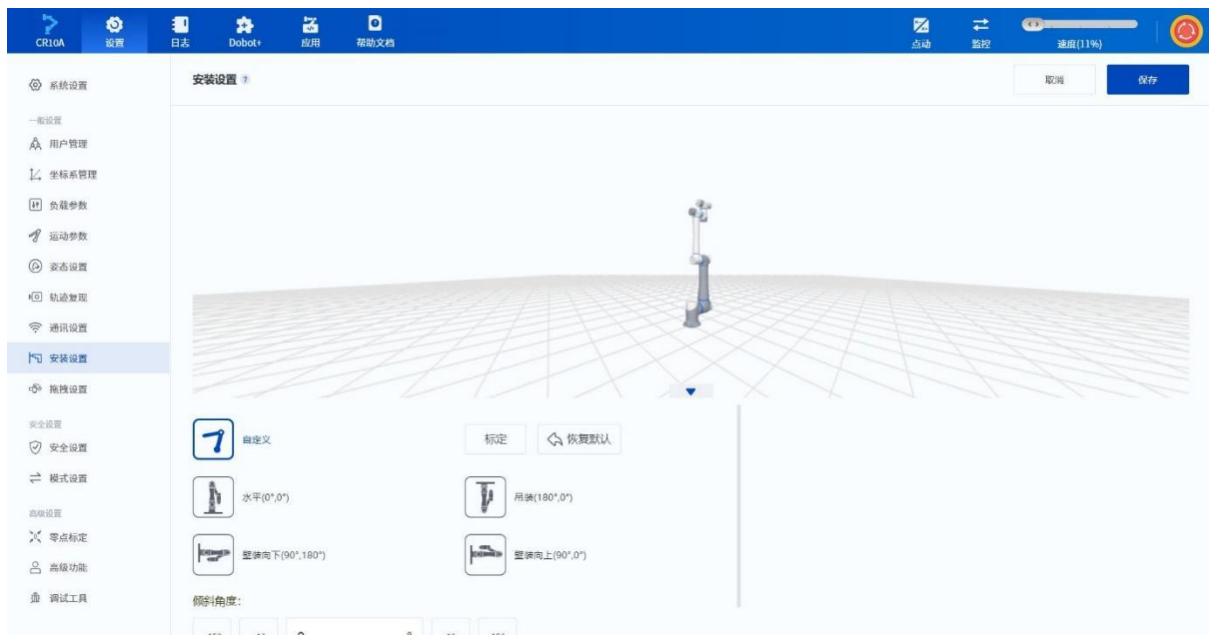 CR10A 设置 日志 Dobot+ 应用 帮助文档 点动 监控 速度(11%)
系统设置
安装设置 ?
取消 保存
一般设置
用户管理
坐标系管理
负载参数
运动参数
姿态设置
轨迹复现
通讯设置
安装设置
拖拽设置
安全设置
安全设置
模式设置
高级设置
零点标定
高级功能
调试工具
自定义 标定 恢复默认
水平(0°,0°) 吊装(180°,0°)
壁装向下(90°,180°) 壁装向上(90°,0°)
倾斜角度: